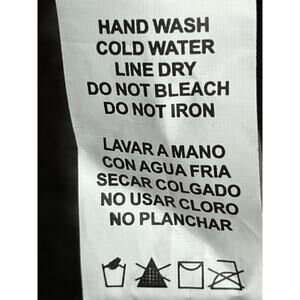 HAND WASH
COLD WATER
LINE DRY
DO NOT BLEACH
DO NOT IRON
LAVAR A MANO
CON AGUA FRIA
SECAR COLGADO
NO USAR CLORO
NO PLANCHAR